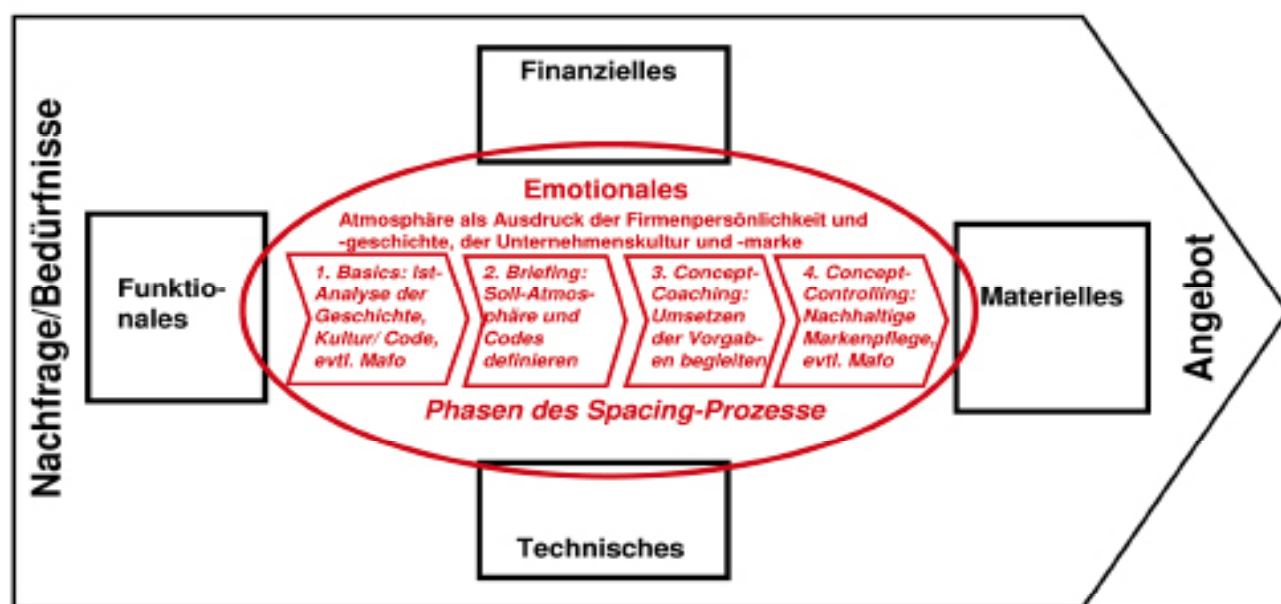 Nachfrage/Bedürfnisse
Finanzielles
Emotionales
Atmosphäre als Ausdruck der Firmenpersönlichkeit und
-geschichte, der Unternehmenskultur und -marke
Funktio-
nales
1. Basics: Ist-
Analyse der
Geschichte,
Kultur/ Code,
evtl. Mafo
2. Briefing:
Soll-Atmos-
phäre und
Codes
definieren
3. Concept-
Coaching:
Umsetzen
der Vorgab-
en begleiten
4. Concept-
Controlling:
Nachhaltige
Markenpflege,
evtl. Mafo
Materielles
Angebot
Phasen des Spacing-Prozesse
Technisches